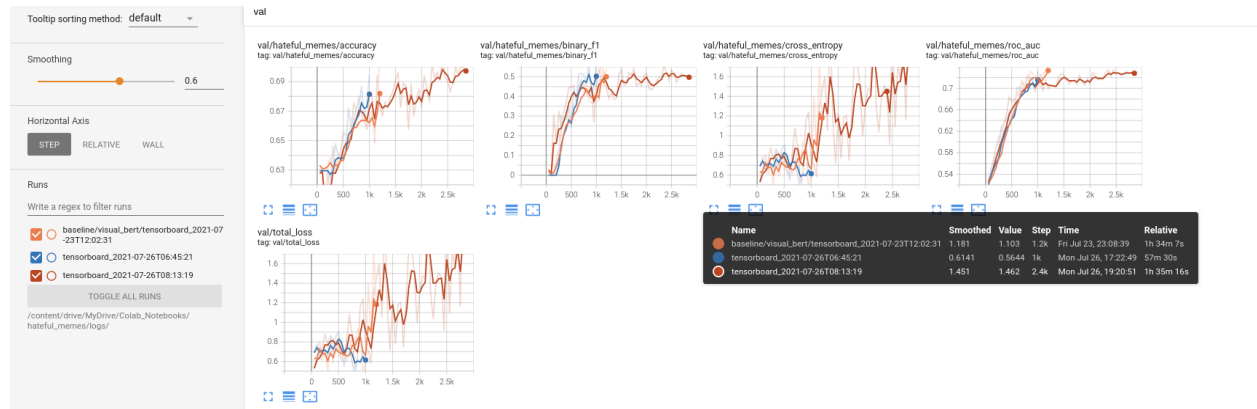 Tooltip sorting method: default
Smoothing
0.6
Horizontal Axis
STEP RELATIVE WALL
Runs
Write a regex to filter runs
baseline/visual_bert/tensorboard_2021-07
-23T12:02:31
tensorboard_2021-07-26T06:45:21
tensorboard_2021-07-26T08:13:19
TOGGLE ALL RUNS
/content/drive/MyDrive/Colab_Notebooks/
hateful_memes/logs/
val
val/hateful_memes/accuracy
tag: val/hateful_memes/accuracy
0.69
0.67
0.65
0.63
0 500 1k 1.5k 2k 2.5k
val/hateful_memes/binary_f1
tag: val/hateful_memes/binary_f1
0.5
0.4
0.3
0.2
0.1
0
0 500 1k 1.5k 2k 2.5k
val/hateful_memes/cross_entropy
tag: val/hateful_memes/cross_entropy
1.6
1.4
1.2
1
0.8
0.6
0 500 1k 1.5k 2k 2.5k
val/hateful_memes/roc_auc
tag: val/hateful_memes/roc_auc
0.7
0.66
0.62
0.58
0.54
0 500 1k 1.5k 2k 2.5k
Name Smoothed Value Step Time Relative
baseline/visual_bert/tensorboard_2021-07-23T12:02:31 1.181 1.103 1.2k Fri Jul 23, 23:08:39 1h 34m 7s
tensorboard_2021-07-26T06:45:21 0.6141 0.5644 1k Mon Jul 26, 17:22:49 57m 30s
tensorboard_2021-07-26T08:13:19 1.451 1.462 2.4k Mon Jul 26, 19:20:51 1h 35m 16s
val/total_loss
tag: val/total_loss
1.6
1.4
1.2
1
0.8
0.6
0 500 1k 1.5k 2k 2.5k